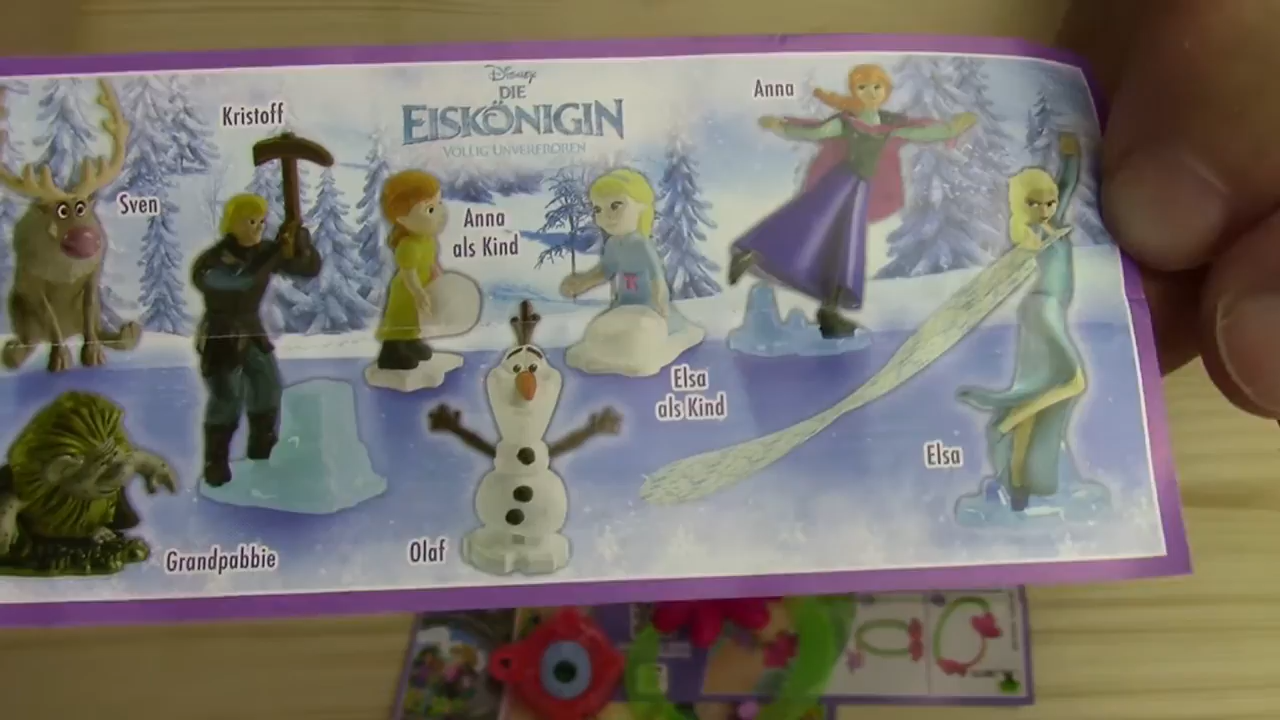 Disney
DIE
EISKÖNIGIN
VÖLLIG UNVERFROREN
Kristoff
Anna
Sven
Anna
als Kind
Elsa
als Kind
Elsa
Grandpabbie
Olaf